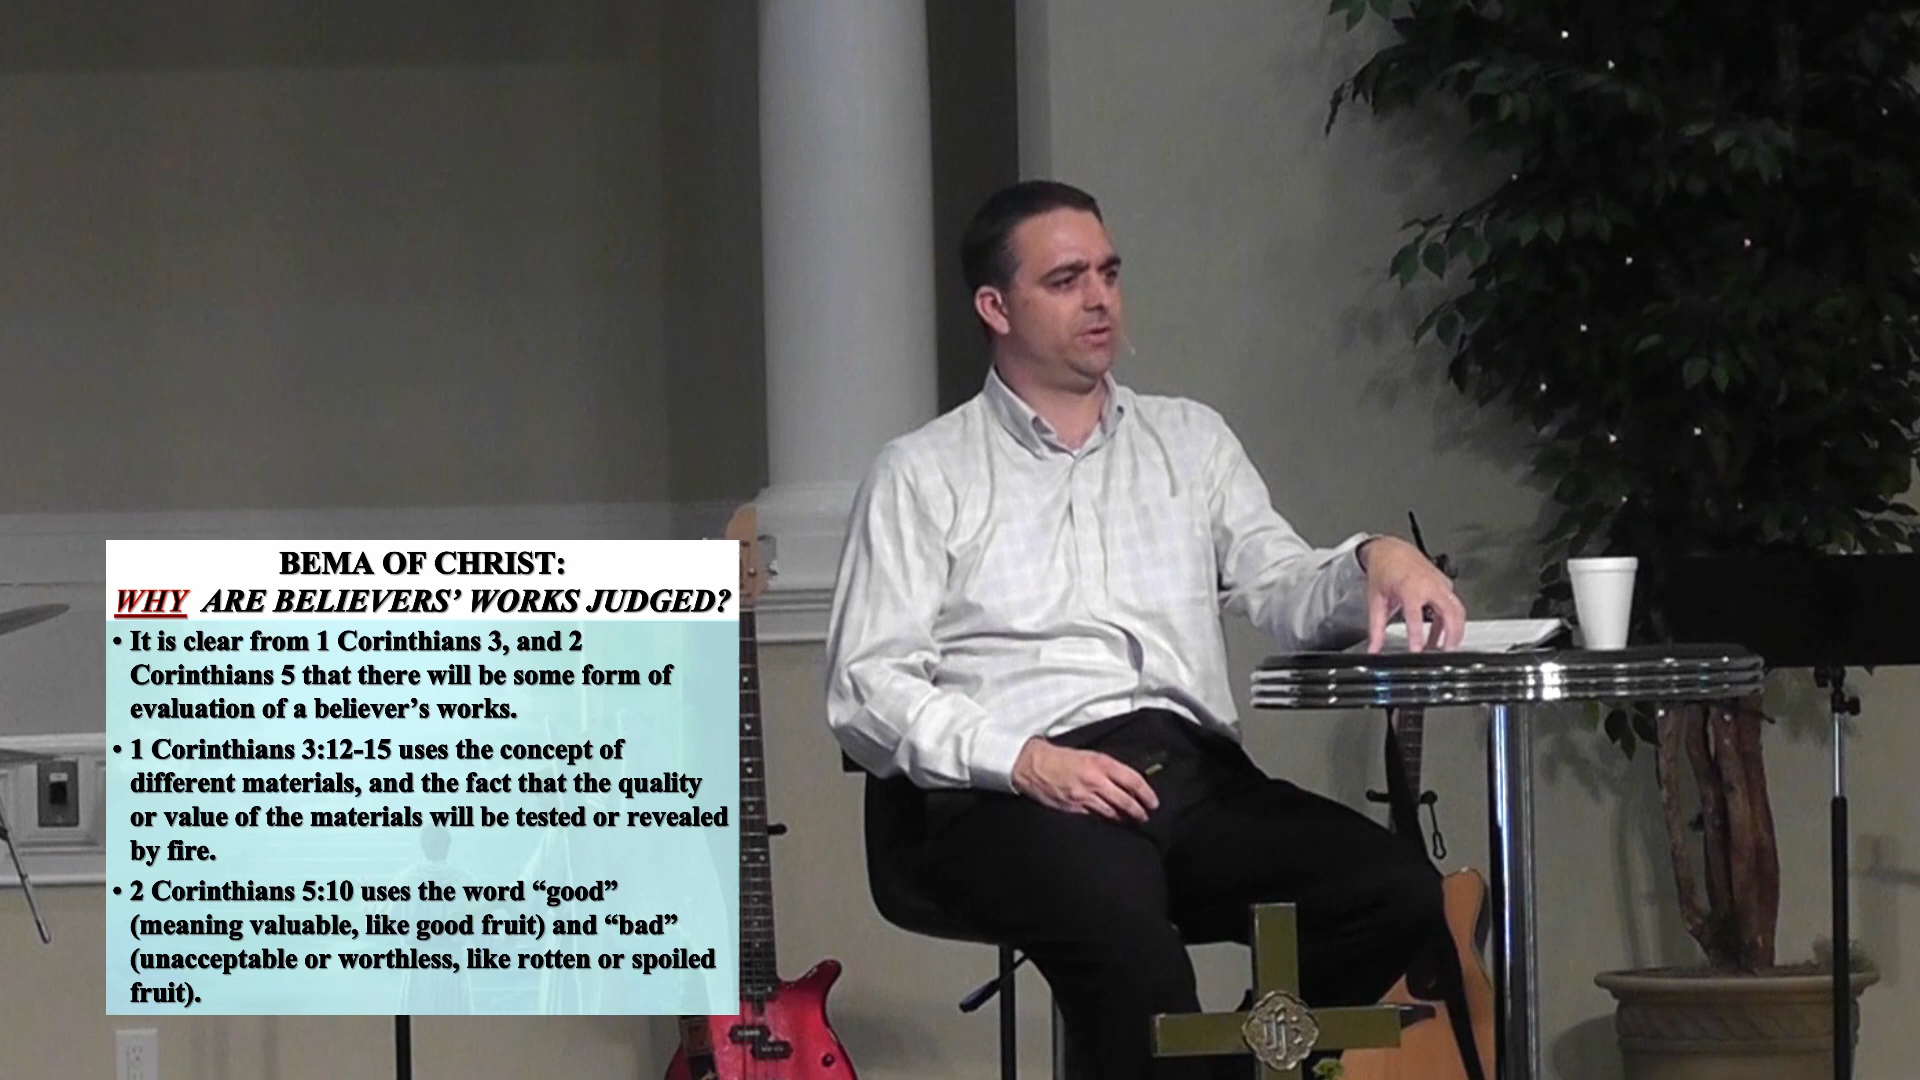 BEMA OF CHRIST:
WHY ARE BELIEVERS’ WORKS JUDGED?
• It is clear from 1 Corinthians 3, and 2
Corinthians 5 that there will be some form of
evaluation of a believer’s works.
• 1 Corinthians 3:12-15 uses the concept of
different materials, and the fact that the quality
or value of the materials will be tested or revealed
by fire.
• 2 Corinthians 5:10 uses the word “good”
(meaning valuable, like good fruit) and “bad”
(unacceptable or worthless, like rotten or spoiled
fruit).